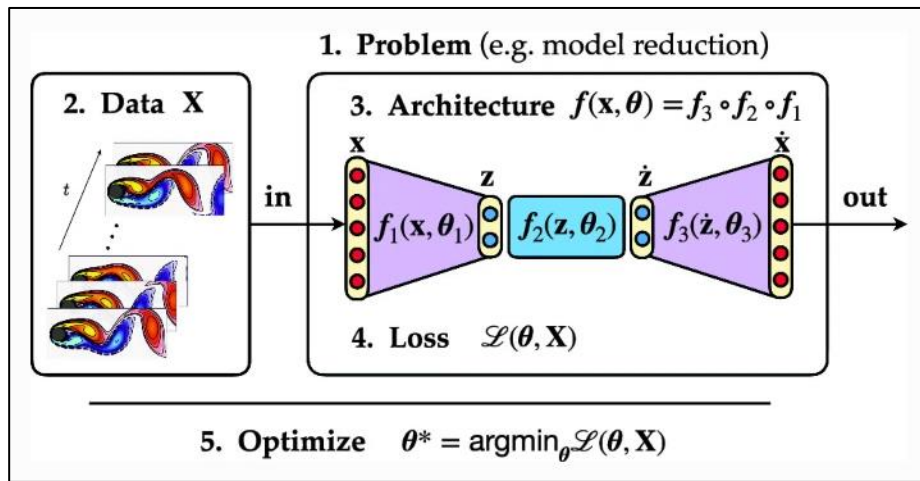 1. Problem (e.g. model reduction)
2. Data X
t
in
3. Architecture f(x, θ) = f₃ ∘ f₂ ∘ f₁
x
z
ż
ẋ
f₁(x, θ₁)
f₂(z, θ₂)
f₃(ż, θ₃)
out
4. Loss ℒ(θ, X)
5. Optimize θ* = argmin_θ ℒ(θ, X)